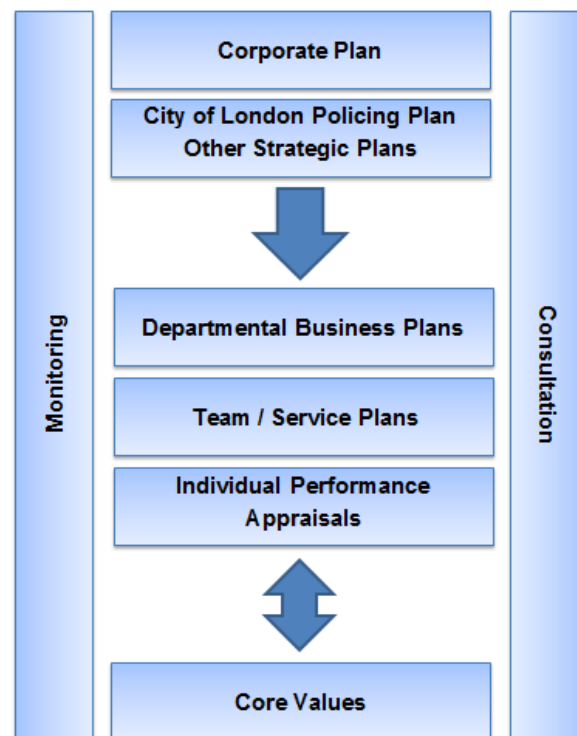 Corporate Plan
City of London Policing Plan
Other Strategic Plans
Departmental Business Plans
Team / Service Plans
Individual Performance
Appraisals
Core Values
Monitoring
Consultation